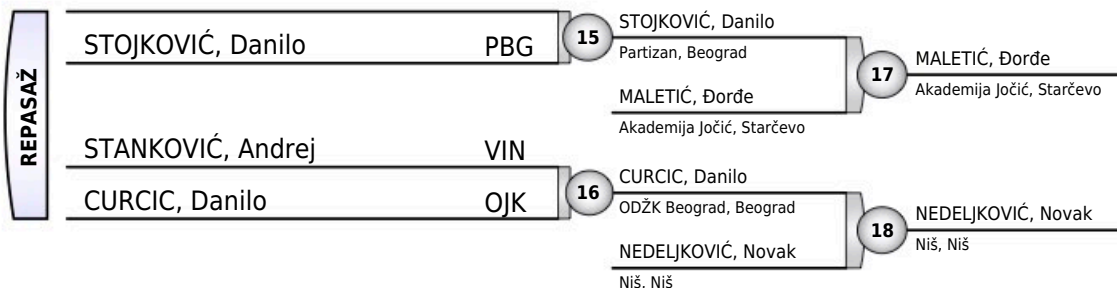 REPASAŽ
STOJKOVIĆ, Danilo PBG
STANKOVIĆ, Andrej VIN
CURCIC, Danilo OJK
15
STOJKOVIĆ, Danilo
Partizan, Beograd
MALETIĆ, Đorđe
Akademija Jočić, Starčevo
16
CURCIC, Danilo
ODŽK Beograd, Beograd
NEDELJKOVIĆ, Novak
Niš, Niš
17
MALETIĆ, Đorđe
Akademija Jočić, Starčevo
18
NEDELJKOVIĆ, Novak
Niš, Niš